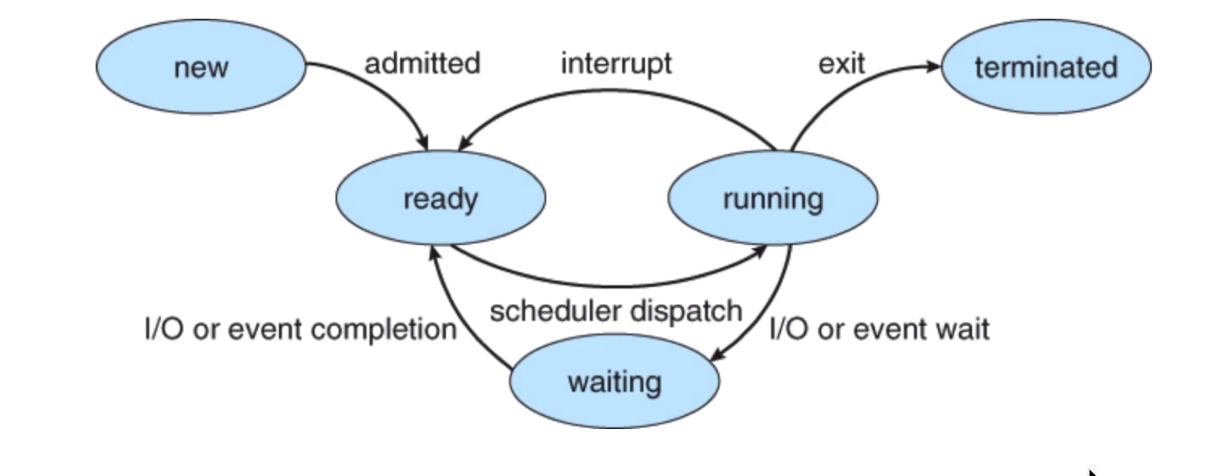 new
admitted
interrupt
exit
terminated
ready
running
scheduler dispatch
I/O or event completion
I/O or event wait
waiting